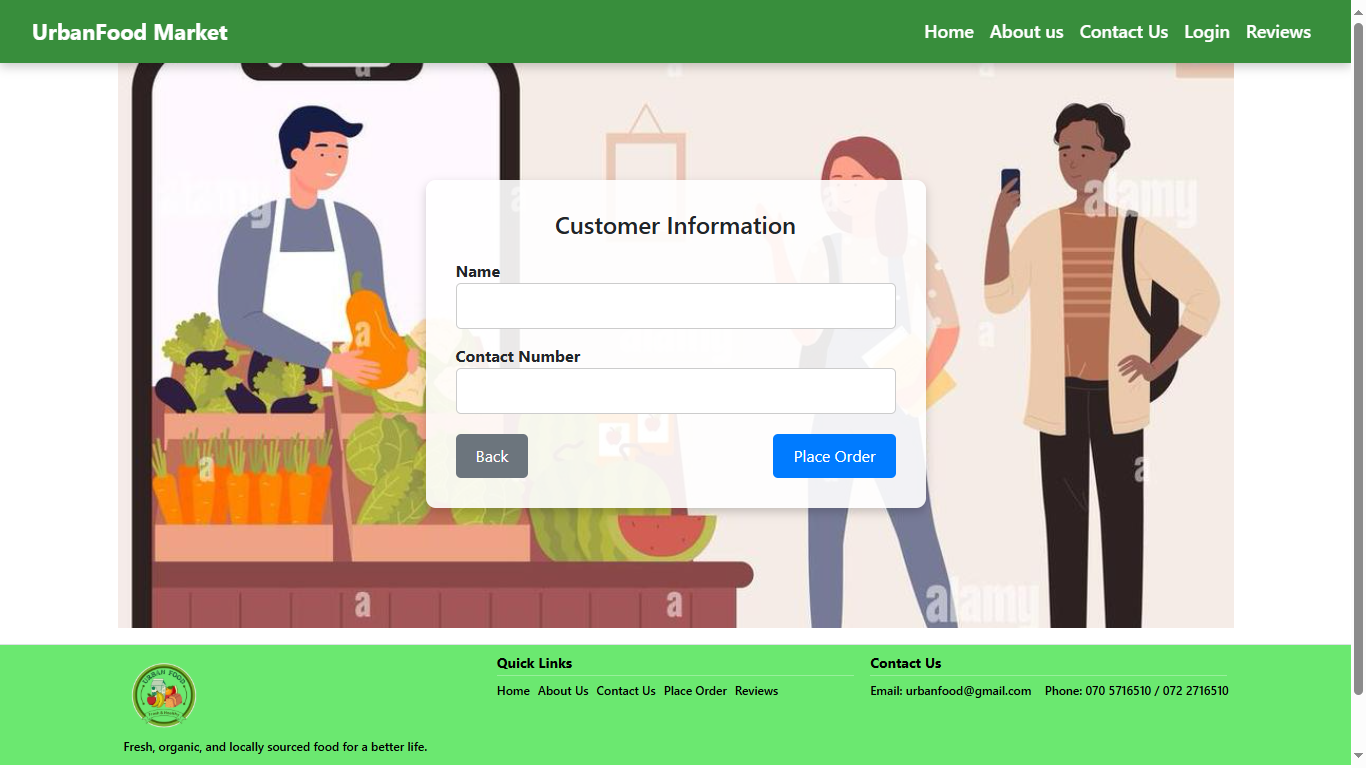 UrbanFood Market
Home About us Contact Us Login Reviews
a a a
alamy a alamy
Customer Information
Name
a a
Contact Number
Back Place Order
a a
a a alamy
URBAN FOOD
Quick Links
Home About Us Contact Us Place Order Reviews
Contact Us
Email: urbanfood@gmail.com Phone: 070 5716510 / 072 2716510
Fresh, organic, and locally sourced food for a better life.